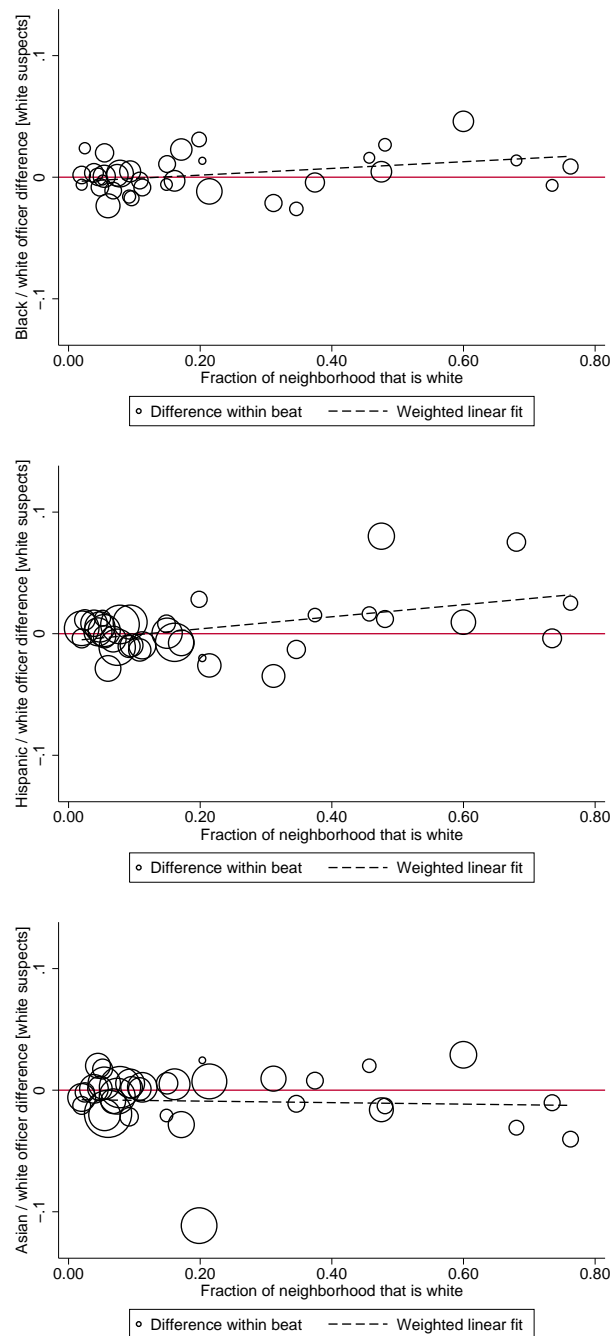 Black / white officer difference [white suspects]
.1
0
-.1
0.00 0.20 0.40 0.60 0.80
Fraction of neighborhood that is white
Difference within beat Weighted linear fit
Hispanic / white officer difference [white suspects]
.1
0
-.1
0.00 0.20 0.40 0.60 0.80
Fraction of neighborhood that is white
Difference within beat Weighted linear fit
Asian / white officer difference [white suspects]
.1
0
-.1
0.00 0.20 0.40 0.60 0.80
Fraction of neighborhood that is white
Difference within beat Weighted linear fit